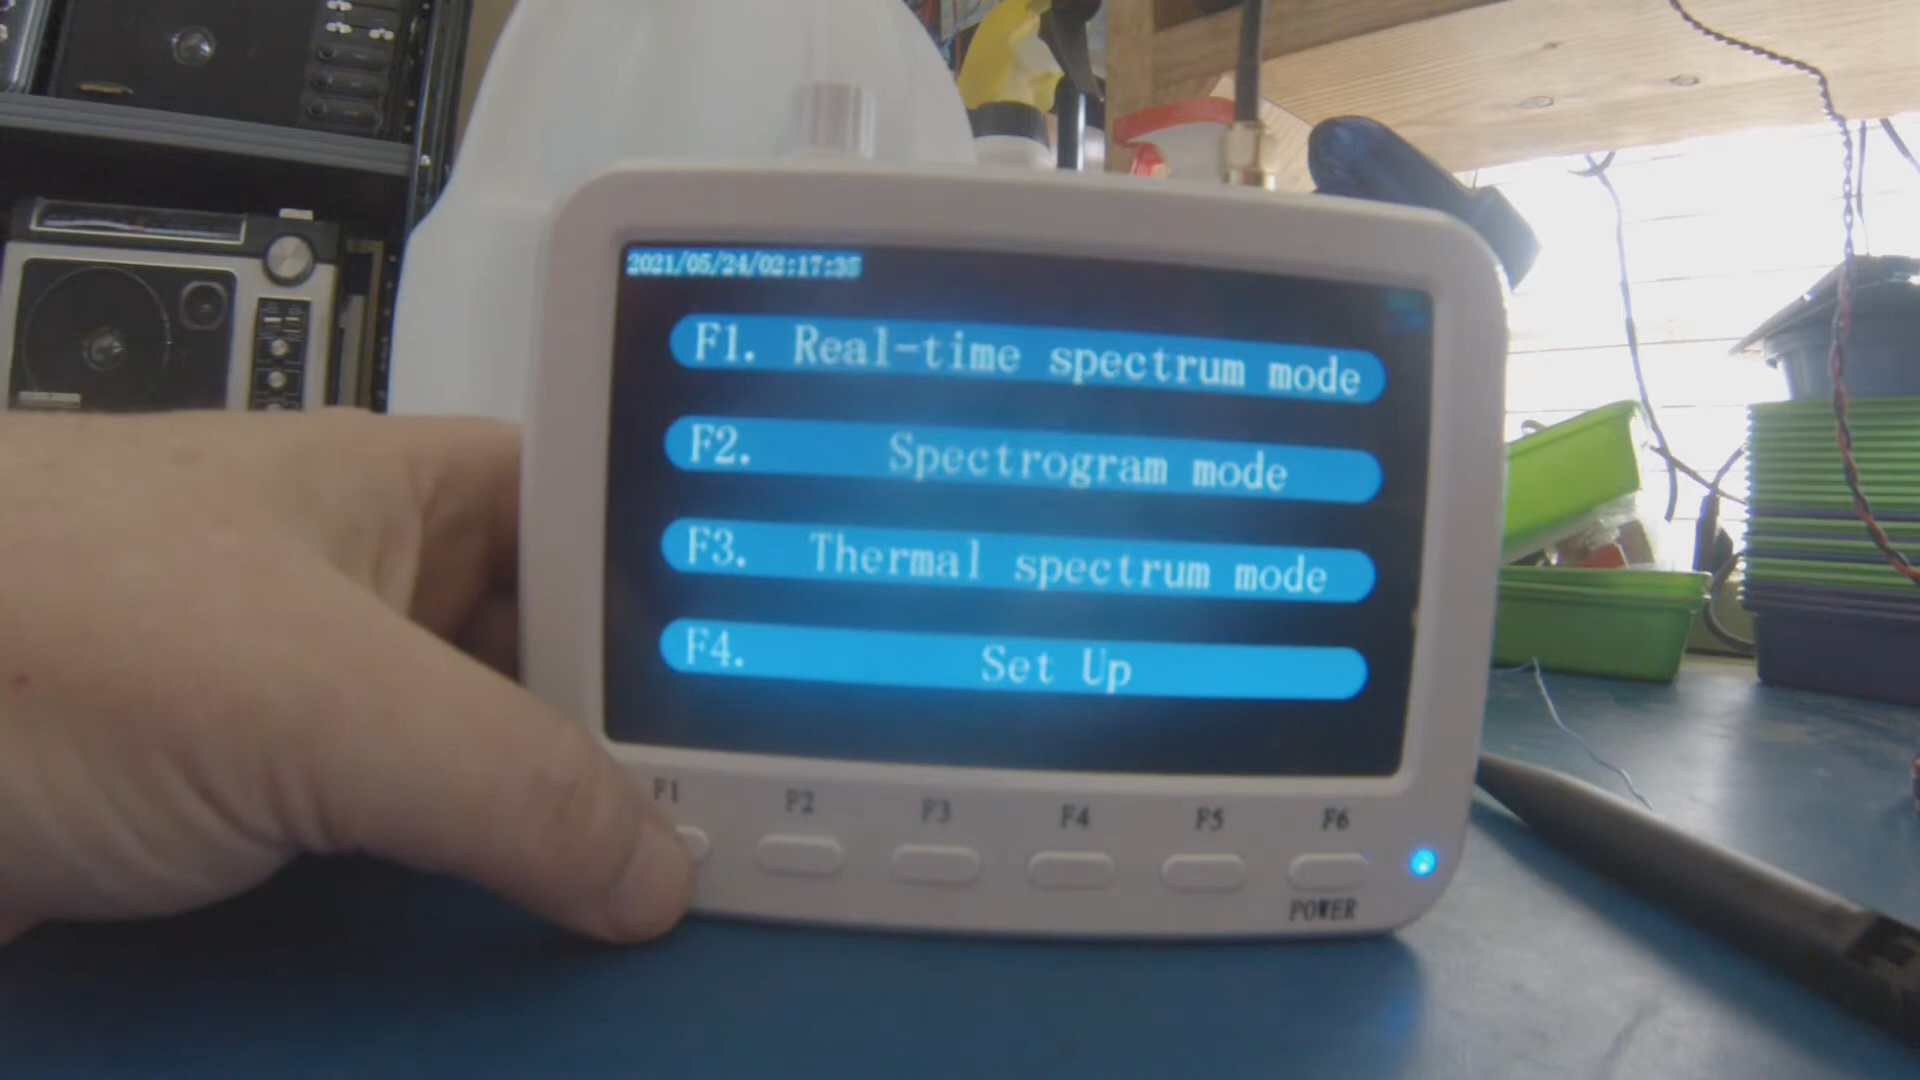 2021/05/24/02:17:35
F1. Real-time spectrum mode
F2. Spectrogram mode
F3. Thermal spectrum mode
F4. Set Up
F1 F2 F3 F4 F5 F6
POWER